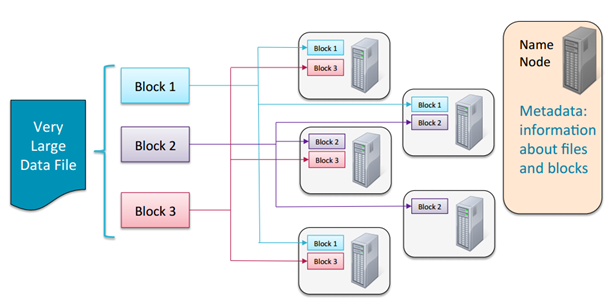 Very
Large
Data File
Block 1
Block 2
Block 3
Block 1
Block 3
Block 1
Block 2
Block 2
Block 3
Block 2
Block 1
Block 3
Name
Node
Metadata:
information
about files
and blocks